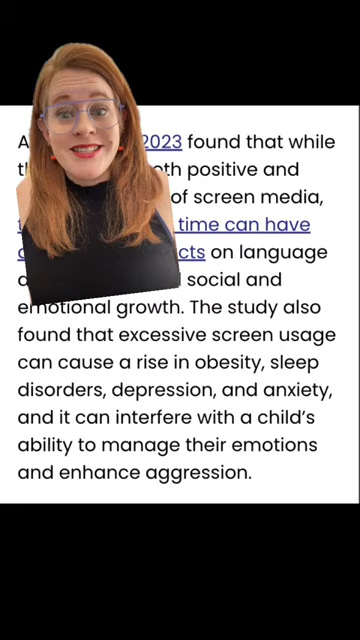 A 2023 found that while
th oth positive and
of screen media,
t time can have
cts on language
social and
emotional growth. The study also
found that excessive screen usage
can cause a rise in obesity, sleep
disorders, depression, and anxiety,
and it can interfere with a child's
ability to manage their emotions
and enhance aggression.